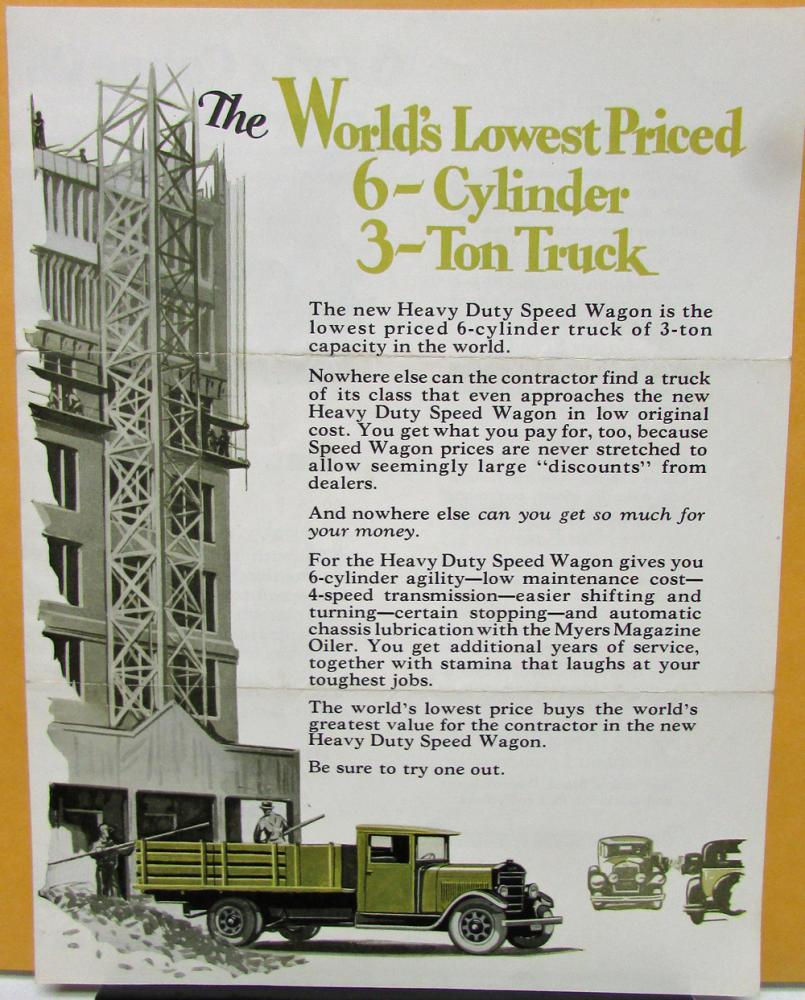 The World's Lowest Priced
6-Cylinder
3-Ton Truck
The new Heavy Duty Speed Wagon is the
lowest priced 6-cylinder truck of 3-ton
capacity in the world.
Nowhere else can the contractor find a truck
of its class that even approaches the new
Heavy Duty Speed Wagon in low original
cost. You get what you pay for, too, because
Speed Wagon prices are never stretched to
allow seemingly large "discounts" from
dealers.
And nowhere else can you get so much for
your money.
For the Heavy Duty Speed Wagon gives you
6-cylinder agility—low maintenance cost—
4-speed transmission—easier shifting and
turning—certain stopping—and automatic
chassis lubrication with the Myers Magazine
Oiler. You get additional years of service,
together with stamina that laughs at your
toughest jobs.
The world's lowest price buys the world's
greatest value for the contractor in the new
Heavy Duty Speed Wagon.
Be sure to try one out.